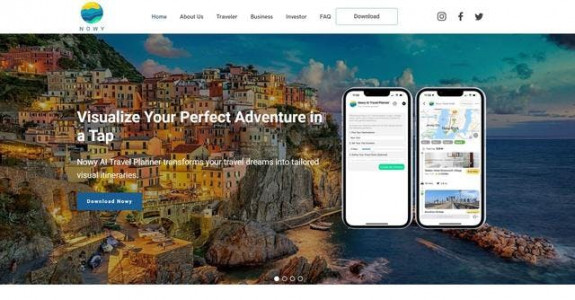 NOWY
Home About Us Traveler Business Investor FAQ Download
Visualize Your Perfect Adventure in
a Tap
Nowy AI Travel Planner transforms your travel dreams into tailored
visual itineraries.
Download Nowy
Nowy AI Travel Planner